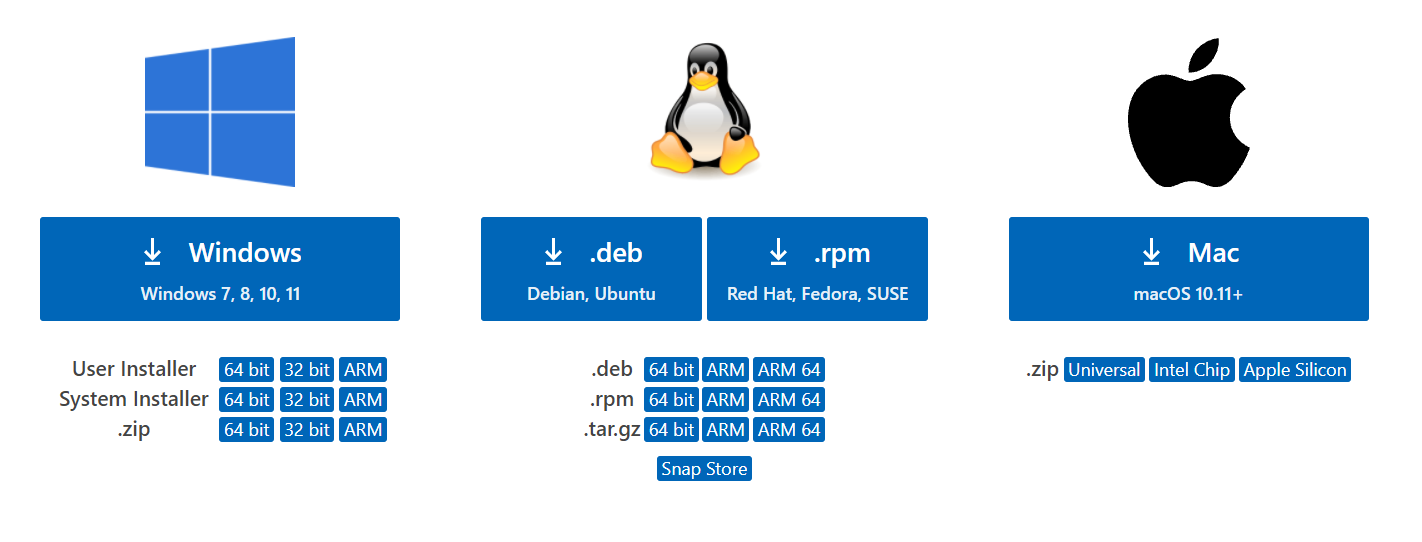 Windows
Windows 7, 8, 10, 11
User Installer 64 bit 32 bit ARM
System Installer 64 bit 32 bit ARM
.zip 64 bit 32 bit ARM
.deb
Debian, Ubuntu
.rpm
Red Hat, Fedora, SUSE
.deb 64 bit ARM ARM 64
.rpm 64 bit ARM ARM 64
.tar.gz 64 bit ARM ARM 64
Snap Store
Mac
macOS 10.11+
.zip Universal Intel Chip Apple Silicon